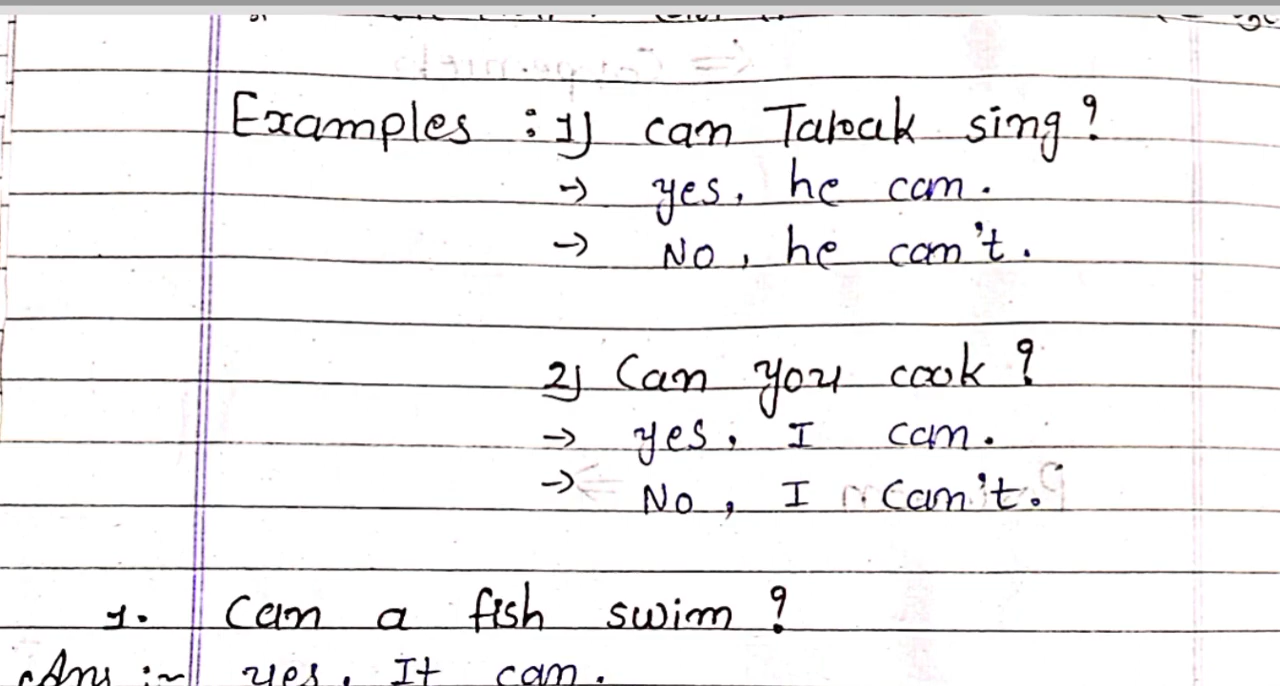 Examples : 1) can Tarak sing ?
→ yes, he can.
→ No, he can't.
2) Can you cook ?
→ yes, I can.
→ No, I can't.
1. Can a fish swim ?
Ans :- yes, It can.